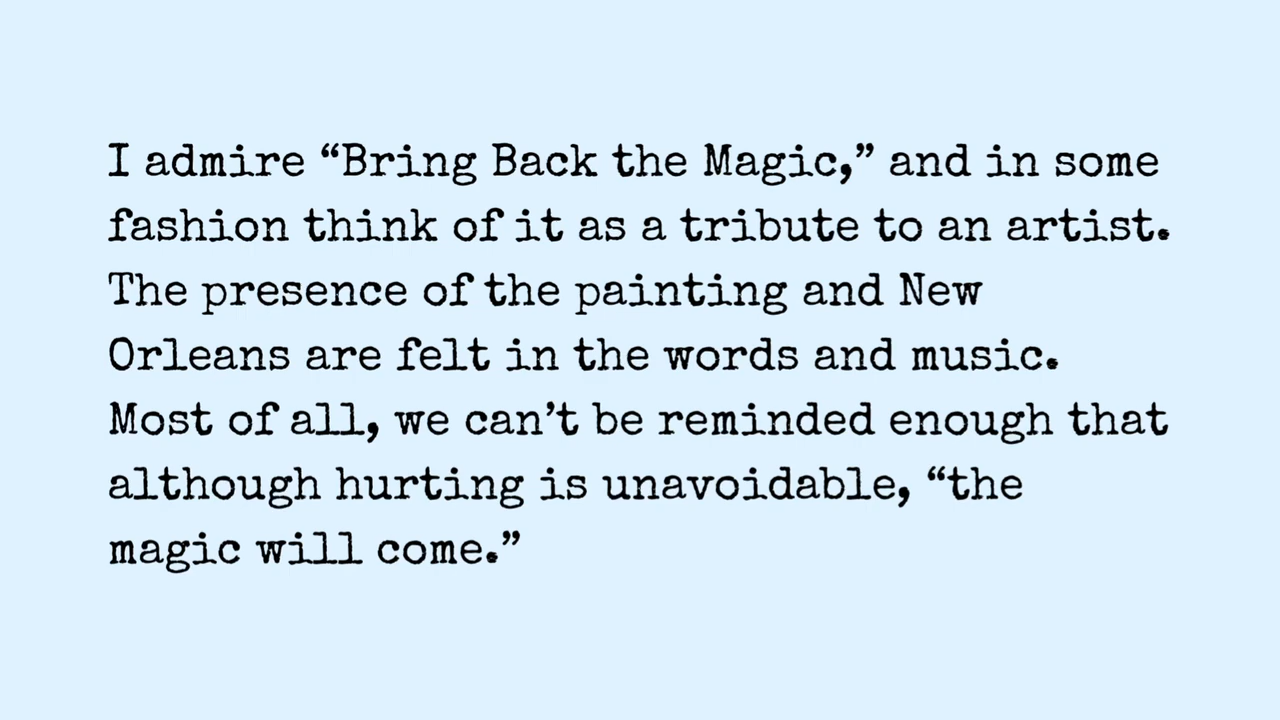 I admire “Bring Back the Magic,” and in some
fashion think of it as a tribute to an artist.
The presence of the painting and New
Orleans are felt in the words and music.
Most of all, we can’t be reminded enough that
although hurting is unavoidable, “the
magic will come.”